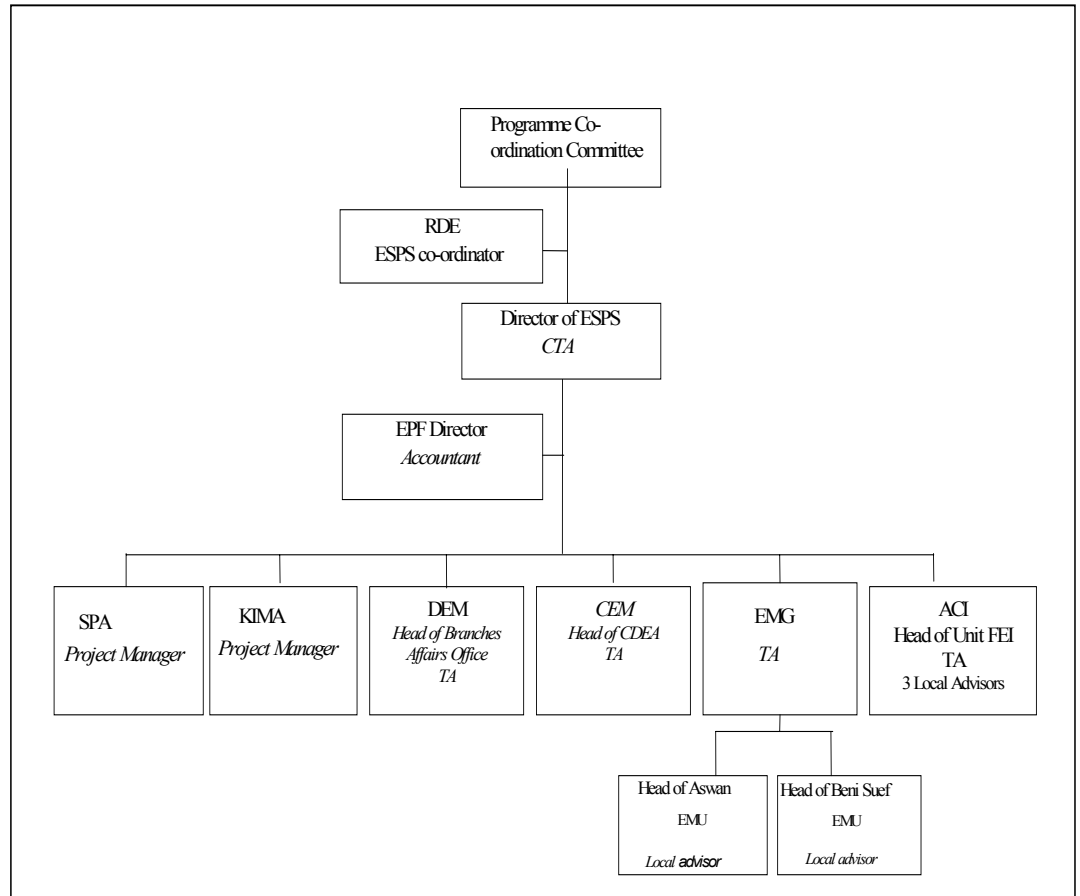 Programme Co-
ordination Committee
RDE
ESPS co-ordinator
Director of ESPS
CTA
EPF Director
Accountant
SPA
Project Manager
KIMA
Project Manager
DEM
Head of Branches
Affairs Office
TA
CEM
Head of CDEA
TA
EMG
TA
ACI
Head of Unit FEI
TA
3 Local Advisors
Head of Aswan
EMU
Local advisor
Head of Beni Suef
EMU
Local advisor